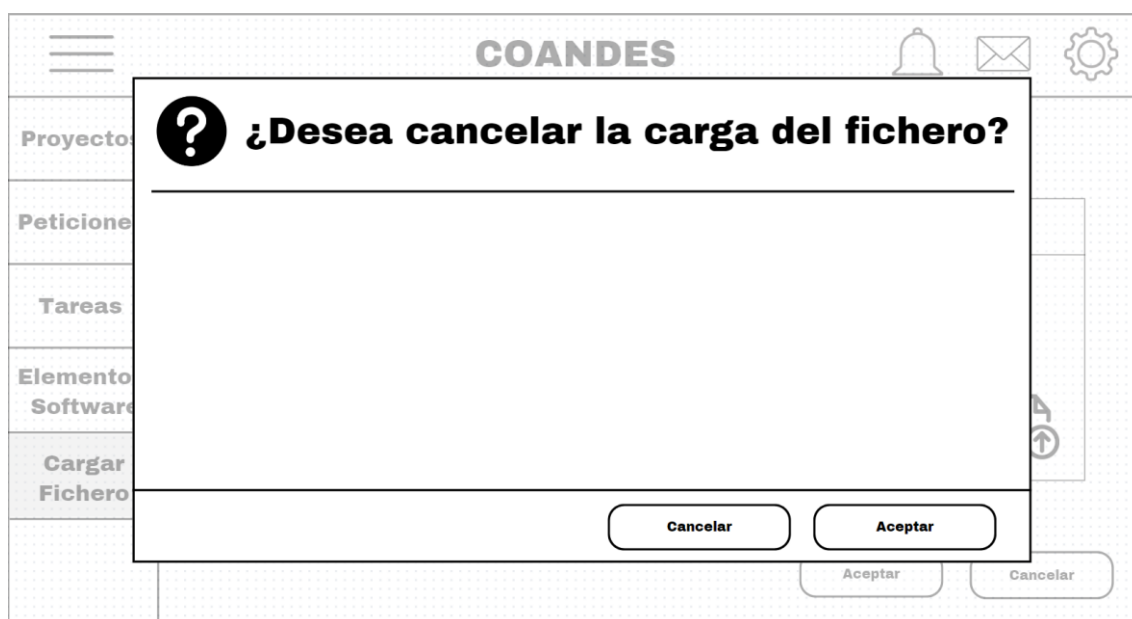 COANDES
¿Desea cancelar la carga del fichero?
Proyectos
Peticione
Tareas
Elemento
Software
Cargar
Fichero
Cancelar
Aceptar
Aceptar
Cancelar